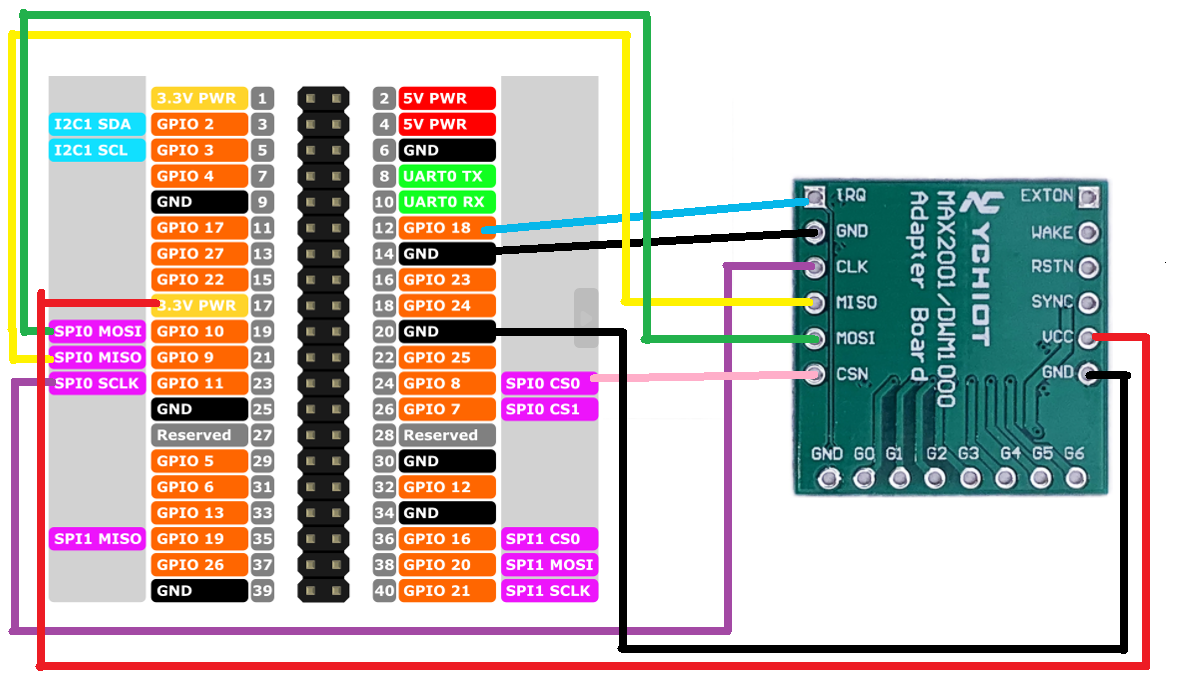 3.3V PWR 1 2 5V PWR
I2C1 SDA GPIO 2 3 4 5V PWR
I2C1 SCL GPIO 3 5 6 GND
GPIO 4 7 8 UART0 TX
GND 9 10 UART0 RX
GPIO 17 11 12 GPIO 18
GPIO 27 13 14 GND
GPIO 22 15 16 GPIO 23
3.3V PWR 17 18 GPIO 24
SPI0 MOSI GPIO 10 19 20 GND
SPI0 MISO GPIO 9 21 22 GPIO 25
SPI0 SCLK GPIO 11 23 24 GPIO 8 SPI0 CS0
GND 25 26 GPIO 7 SPI0 CS1
Reserved 27 28 Reserved
GPIO 5 29 30 GND
GPIO 6 31 32 GPIO 12
GPIO 13 33 34 GND
SPI1 MISO GPIO 19 35 36 GPIO 16 SPI1 CS0
GPIO 26 37 38 GPIO 20 SPI1 MOSI
GND 39 40 GPIO 21 SPI1 SCLK
IRQ
GND
CLK
MISO
MOSI
CSN
YCHIOT
MAX2001/DWM1000
Adapter Board
EXTON
WAKE
RSTN
SYNC
VCC
GND
GND G0 G1 G2 G3 G4 G5 G6